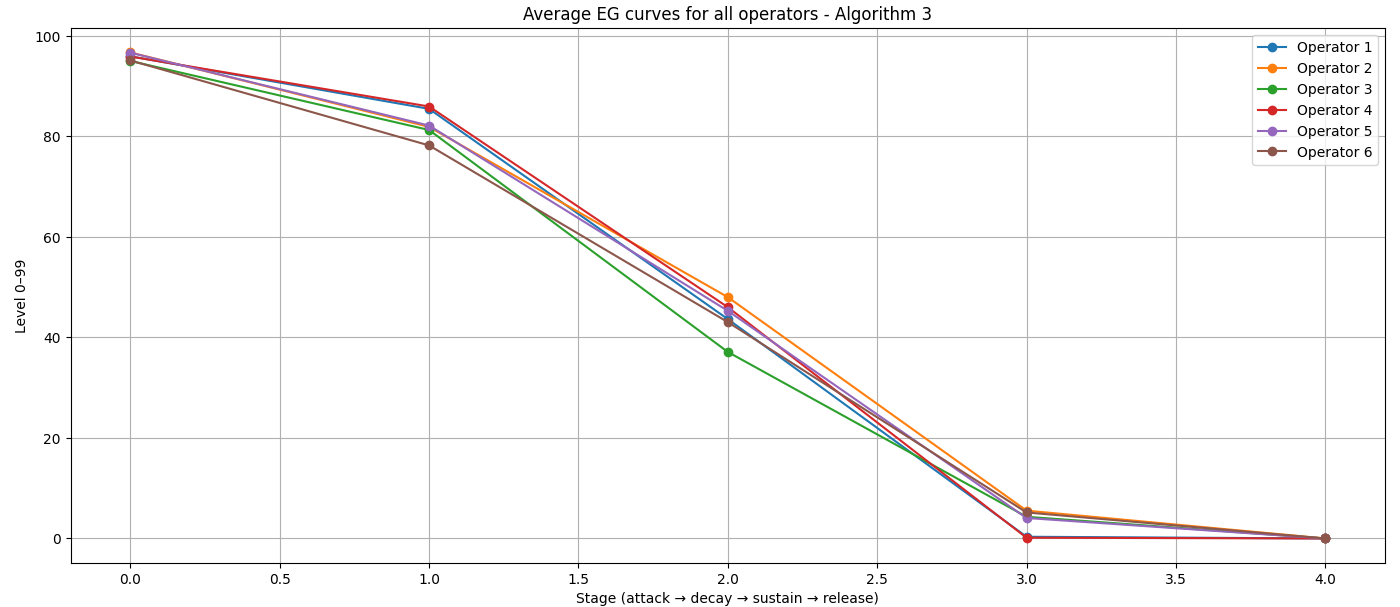 Average EG curves for all operators - Algorithm 3
100
80
60
40
20
0
Level 0–99
Operator 1
Operator 2
Operator 3
Operator 4
Operator 5
Operator 6
0.0 0.5 1.0 1.5 2.0 2.5 3.0 3.5 4.0
Stage (attack → decay → sustain → release)